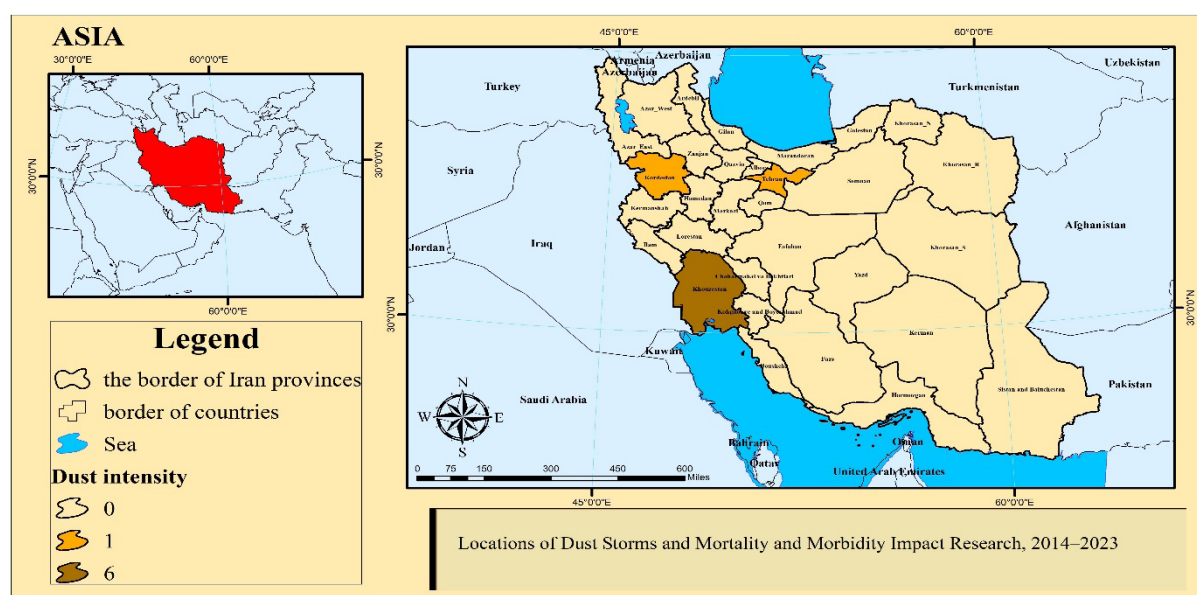 ASIA
30°0'0"E
60°0'0"E
30°0'0"N
30°0'0"N
60°0'0"E
Legend
the border of Iran provinces
border of countries
Sea
Dust intensity
0
1
6
45°0'0"E
60°0'0"E
Armenia
Azerbaijan
Azerbaijan
Uzbekistan
Turkey
Turkmenistan
Azar_West
Ardebil
Gilan
Golestan
Khorasan_N
Azar_East
Zanjan
Qazvin
Mazandaran
Khorasan_R
Kordestan
Tehran
Semnan
Syria
Kermanshah
Hamedan
Markazi
Qom
Afghanistan
Jordan
Iraq
Ilam
Lorestan
Esfahan
Khorasan_S
Khouzestan
Chaharmahal va Bakhtiari
Yazd
30°0'0"N
30°0'0"N
Kohgiluyeh and Boyerahmad
Kerman
Kuwait
Fars
Boushehr
Saudi Arabia
Hormozgan
Sistan and Baluchestan
Pakistan
N
W
E
S
Bahrain
Qatar
Oman
United Arab Emirates
0 75 150 300 450 600
Miles
45°0'0"E
60°0'0"E
Locations of Dust Storms and Mortality and Morbidity Impact Research, 2014–2023